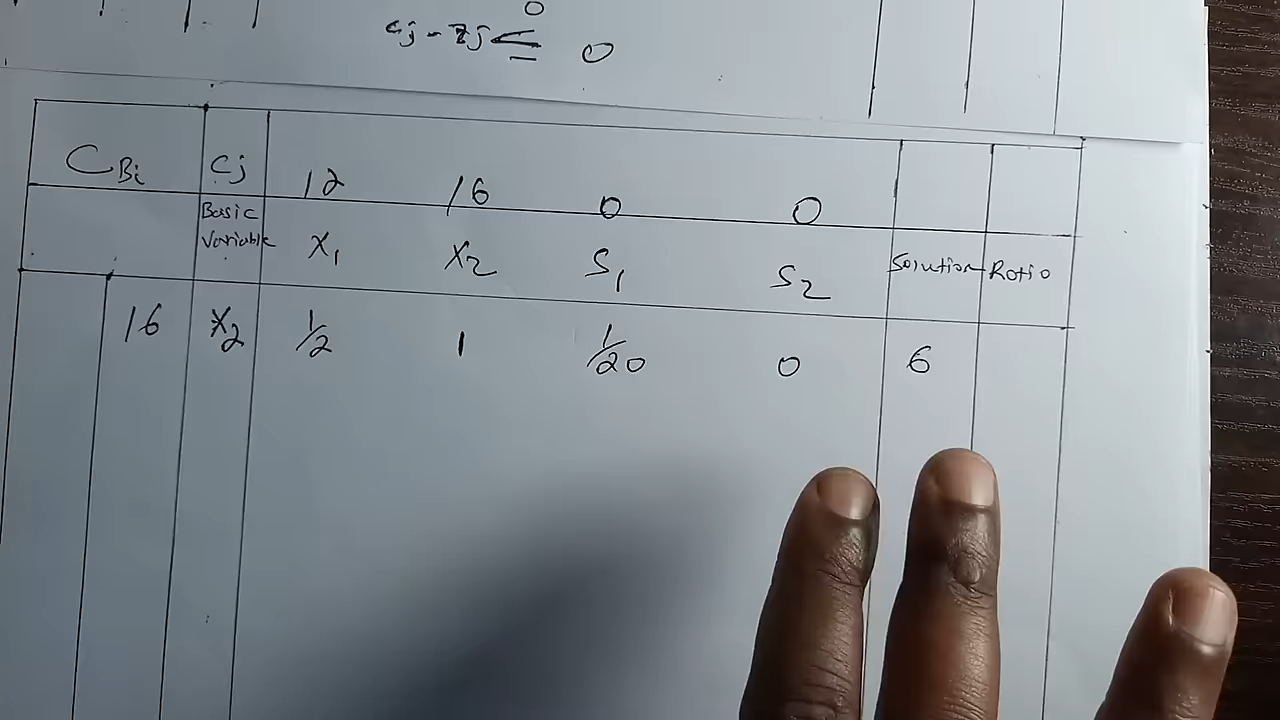 0
Cj - Zj ≤ 0
CBi Cj 12 16 0 0
Basic Variable X1 X2 S1 S2 Solution Ratio
16 X2 1/2 1 1/20 0 6